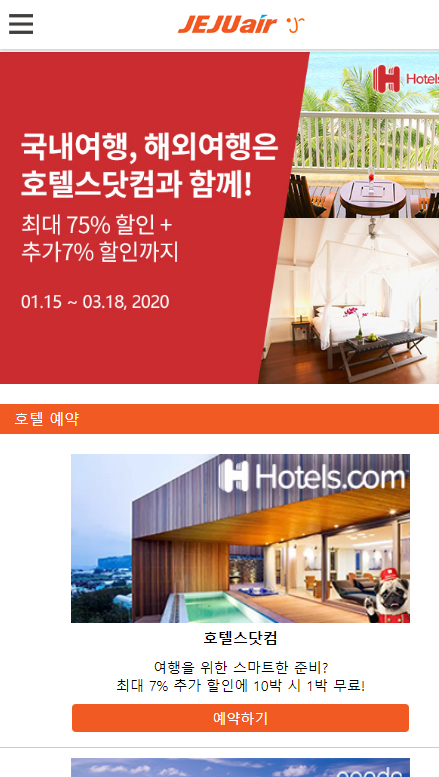 JEJUair
Hotels
국내여행, 해외여행은
호텔스닷컴과 함께!
최대 75% 할인 +
추가7% 할인까지
01.15 ~ 03.18, 2020
호텔 예약
Hotels.com
호텔스닷컴
여행을 위한 스마트한 준비?
최대 7% 추가 할인에 10박 시 1박 무료!
예약하기